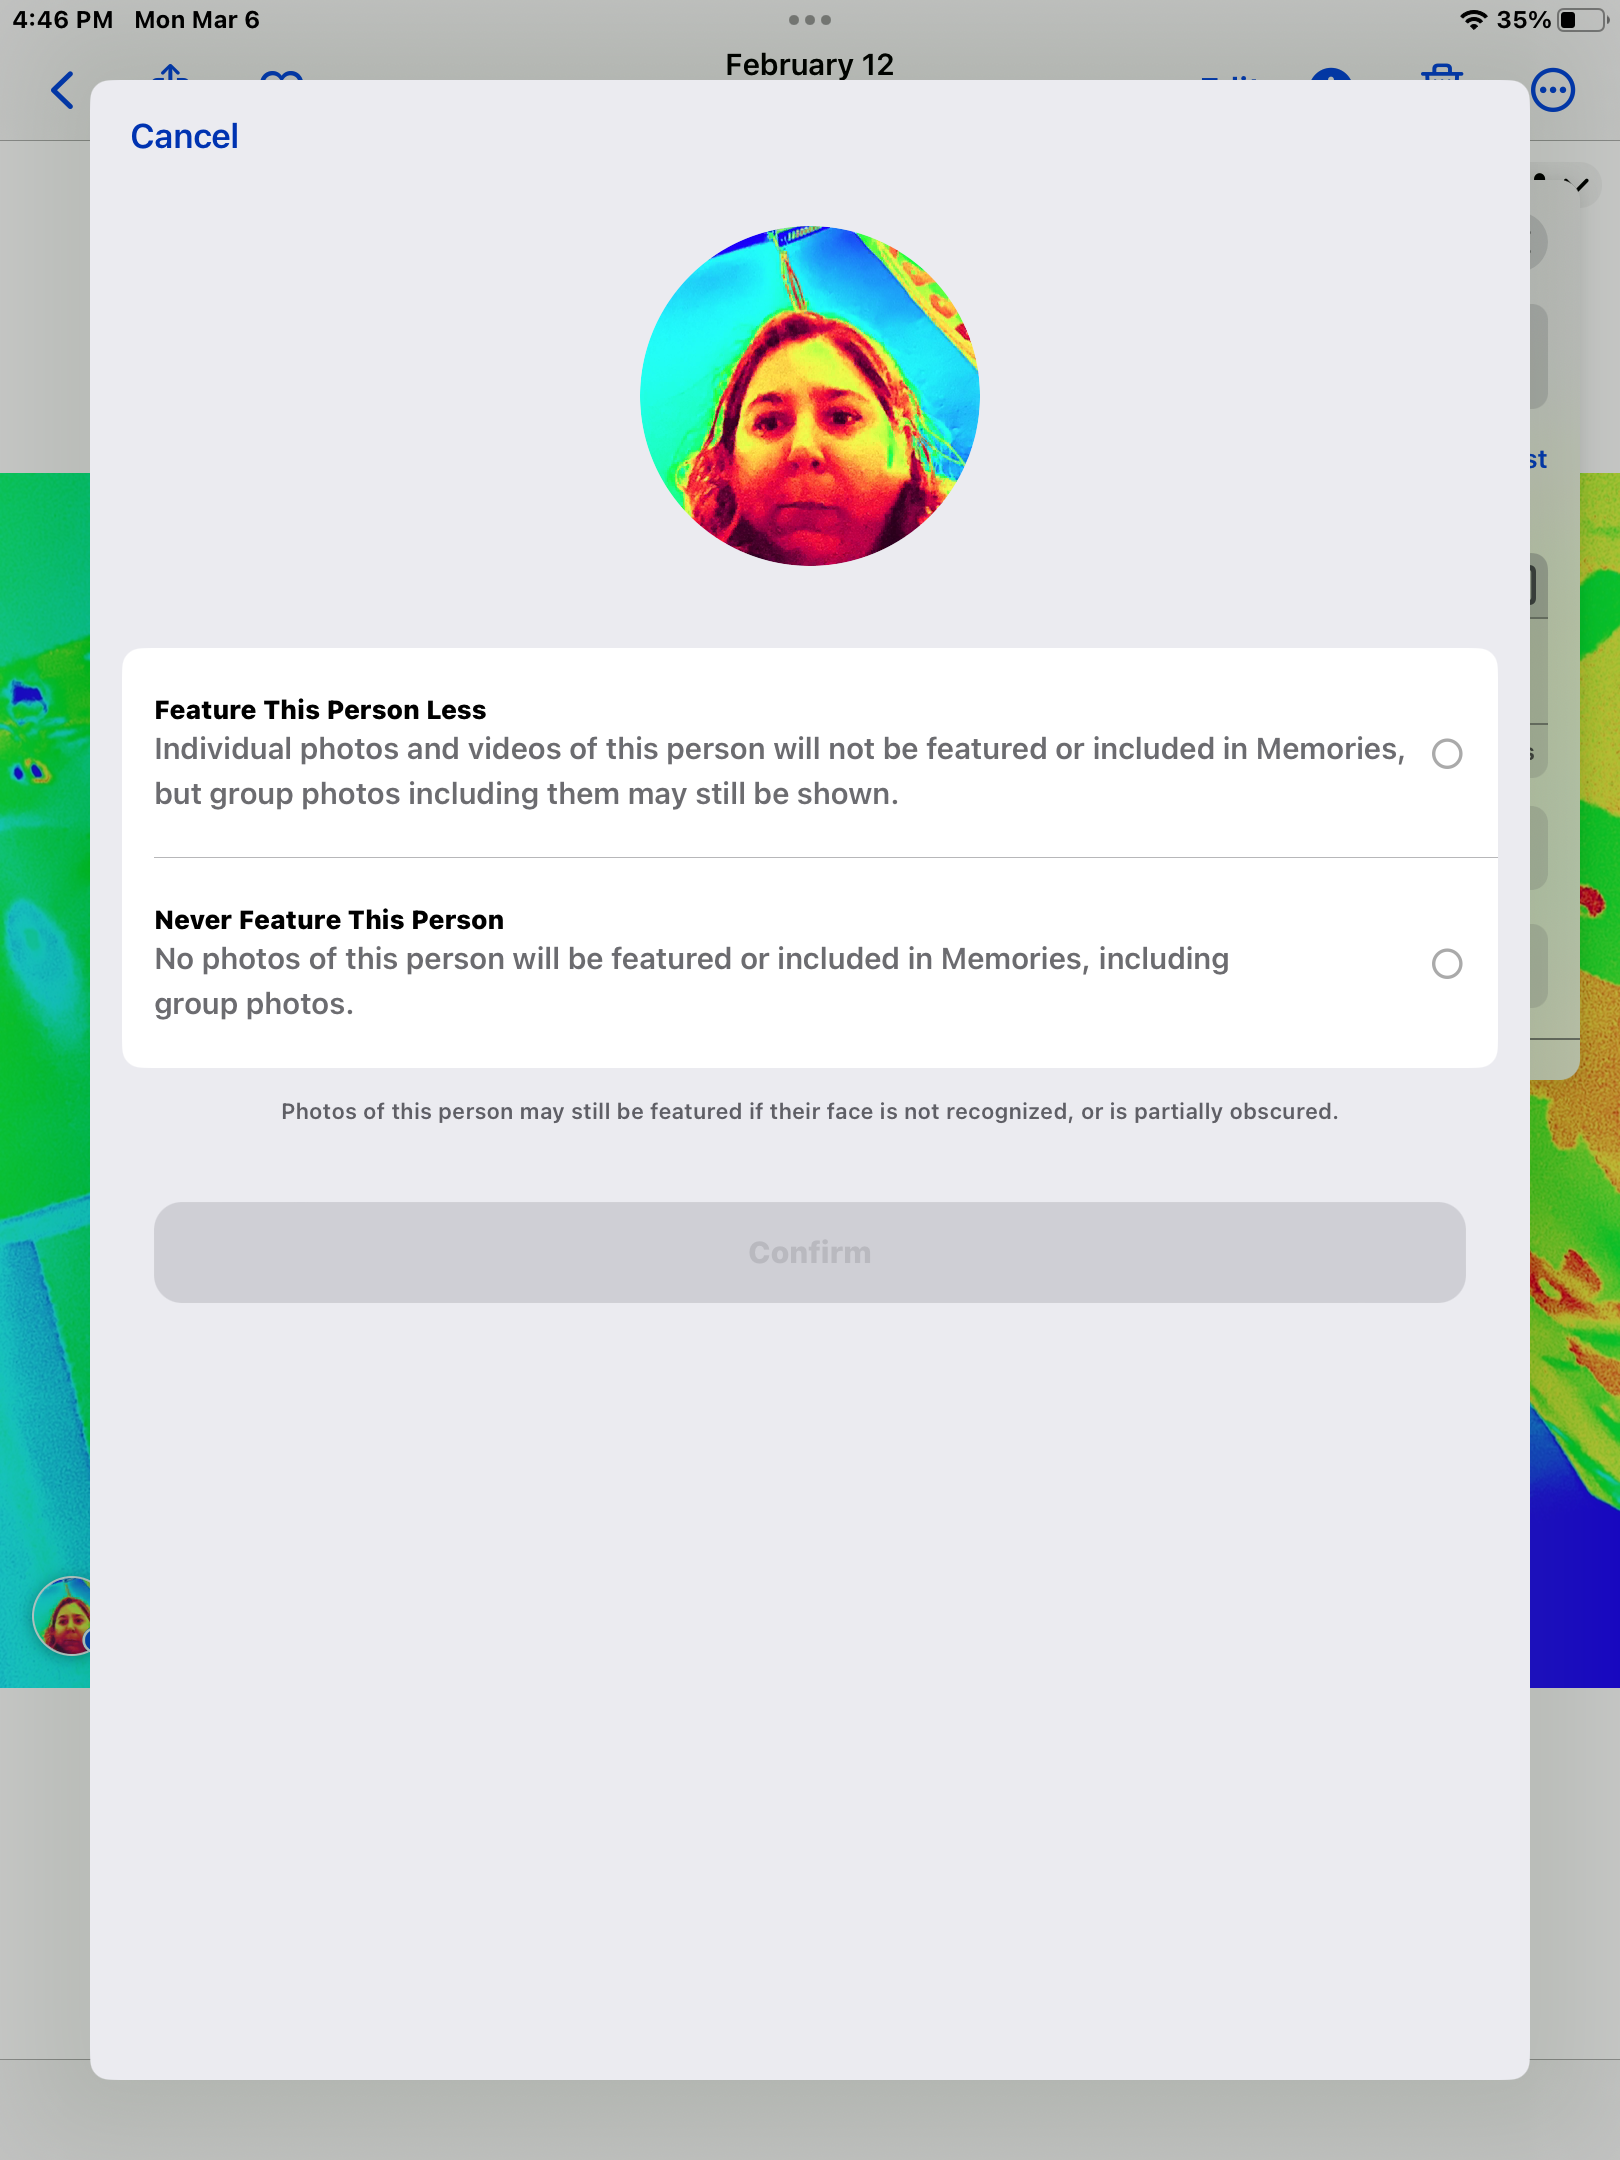 4:46 PM Mon Mar 6
35%
February 12
Cancel
st
Feature This Person Less
Individual photos and videos of this person will not be featured or included in Memories,
but group photos including them may still be shown.
s
Never Feature This Person
No photos of this person will be featured or included in Memories, including
group photos.
Photos of this person may still be featured if their face is not recognized, or is partially obscured.
Confirm